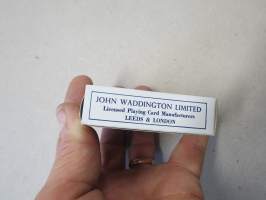 JOHN WADDINGTON LIMITED
Licensed Playing Card Manufacturers
LEEDS & LONDON